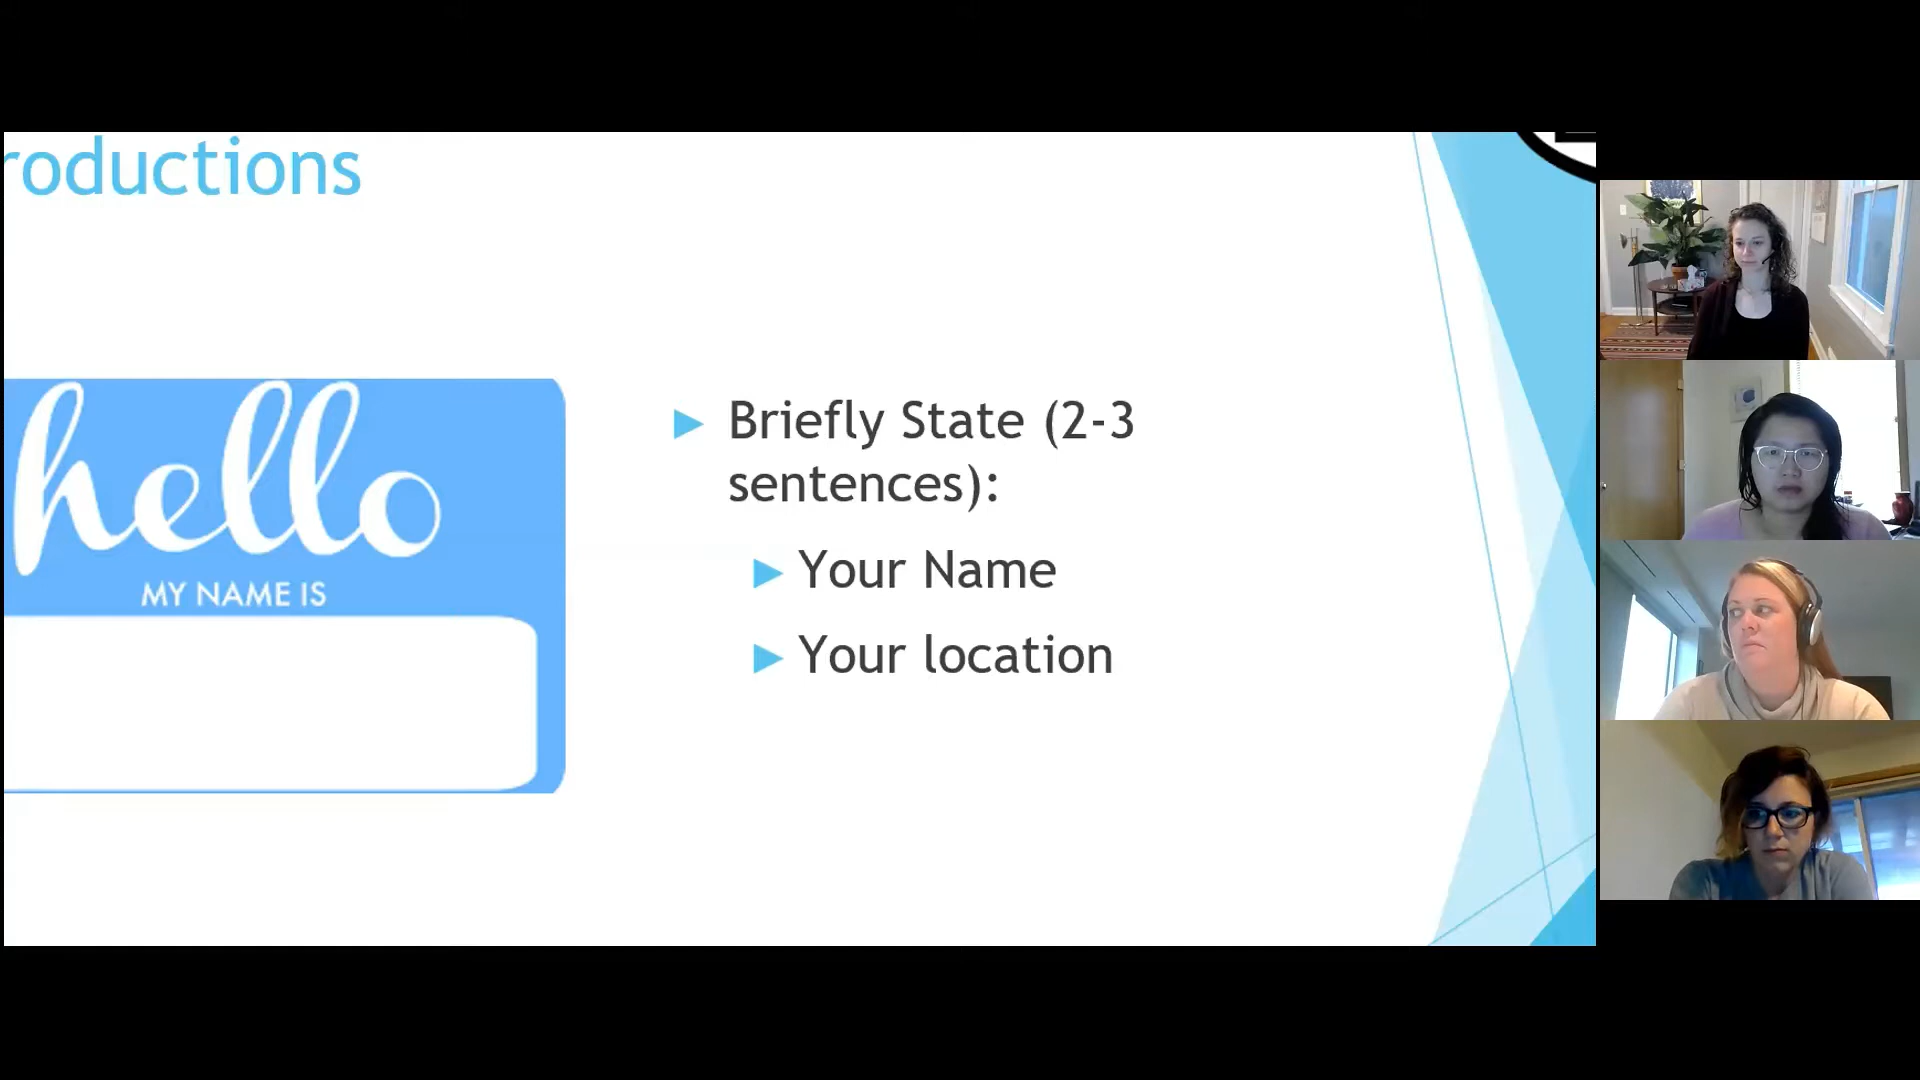 roductions
hello
MY NAME IS
Briefly State (2-3
sentences):
Your Name
Your location